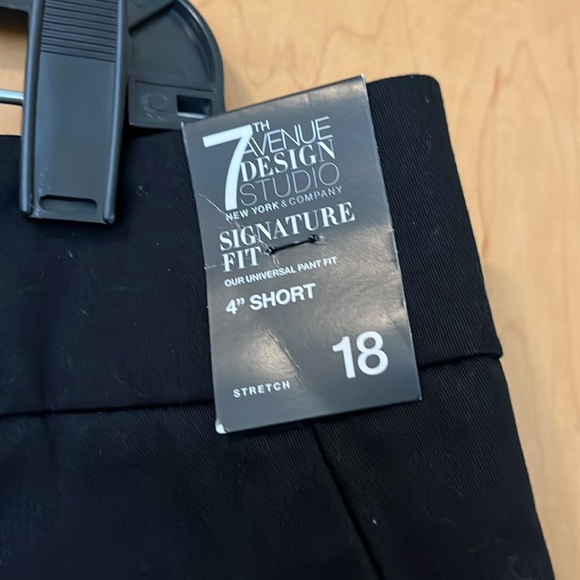 7TH AVENUE
DESIGN
STUDIO
NEW YORK & COMPANY
SIGNATURE
FIT
OUR UNIVERSAL PANT FIT
4” SHORT
18
STRETCH